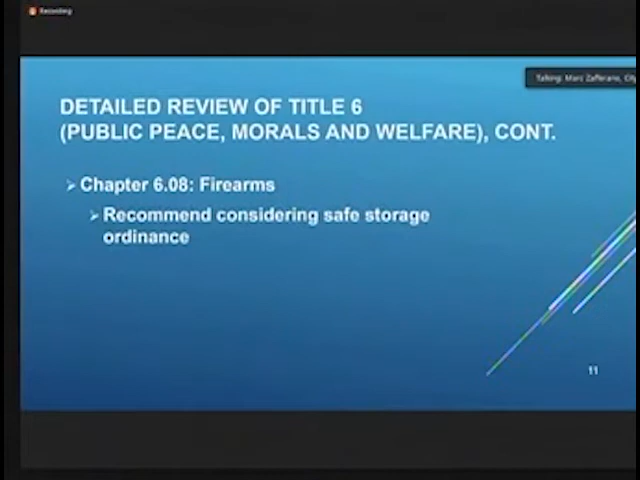 Recording
Talking: Marc Zafferano, City
DETAILED REVIEW OF TITLE 6
(PUBLIC PEACE, MORALS AND WELFARE), CONT.
Chapter 6.08: Firearms
Recommend considering safe storage
ordinance
11